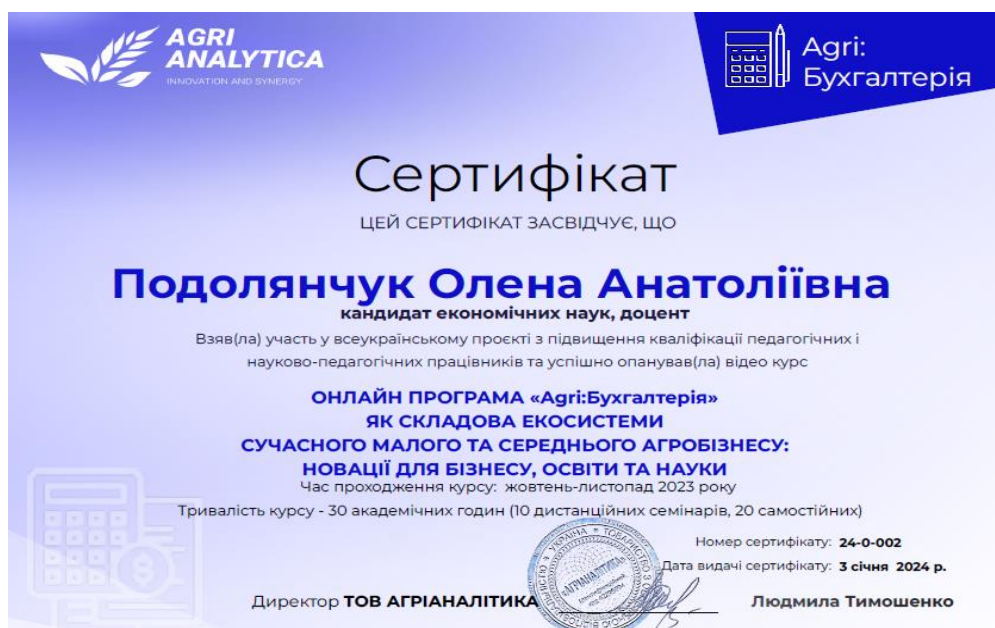 AGRI
ANALYTICA
INNOVATION AND SYNERGY
Agri:
Бухгалтерія
Сертифікат
ЦЕЙ СЕРТИФІКАТ ЗАСВІДЧУЄ, ЩО
Подолянчук Олена Анатоліївна
кандидат економічних наук, доцент
Взяв(ла) участь у всеукраїнському проєкті з підвищення кваліфікації педагогічних і
науково-педагогічних працівників та успішно опанував(ла) відео курс
ОНЛАЙН ПРОГРАМА «Agri:Бухгалтерія»
ЯК СКЛАДОВА ЕКОСИСТЕМИ
СУЧАСНОГО МАЛОГО ТА СЕРЕДНЬОГО АГРОБІЗНЕСУ:
НОВАЦІЇ ДЛЯ БІЗНЕСУ, ОСВІТИ ТА НАУКИ
Час проходження курсу: жовтень-листопад 2023 року
Тривалість курсу - 30 академічних годин (10 дистанційних семінарів, 20 самостійних)
Номер сертифікату: 24-0-002
Дата видачі сертифікату: 3 січня 2024 р.
УКРАЇНА * ТОВАРИСТВО З
"АГРІАНАЛІТИКА"
Директор ТОВ АГРІАНАЛІТИКА
Людмила Тимошенко